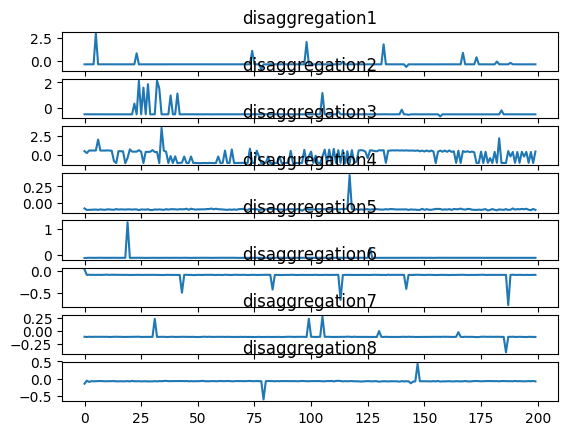 disaggregation1
2.5
0.0
disaggregation2
2
0
disaggregation3
2.5
0.0
disaggregation4
0.25
0.00
disaggregation5
1
0
disaggregation6
0.0
−0.5
disaggregation7
0.25
0.00
−0.25
disaggregation8
0.5
0.0
−0.5
0 25 50 75 100 125 150 175 200